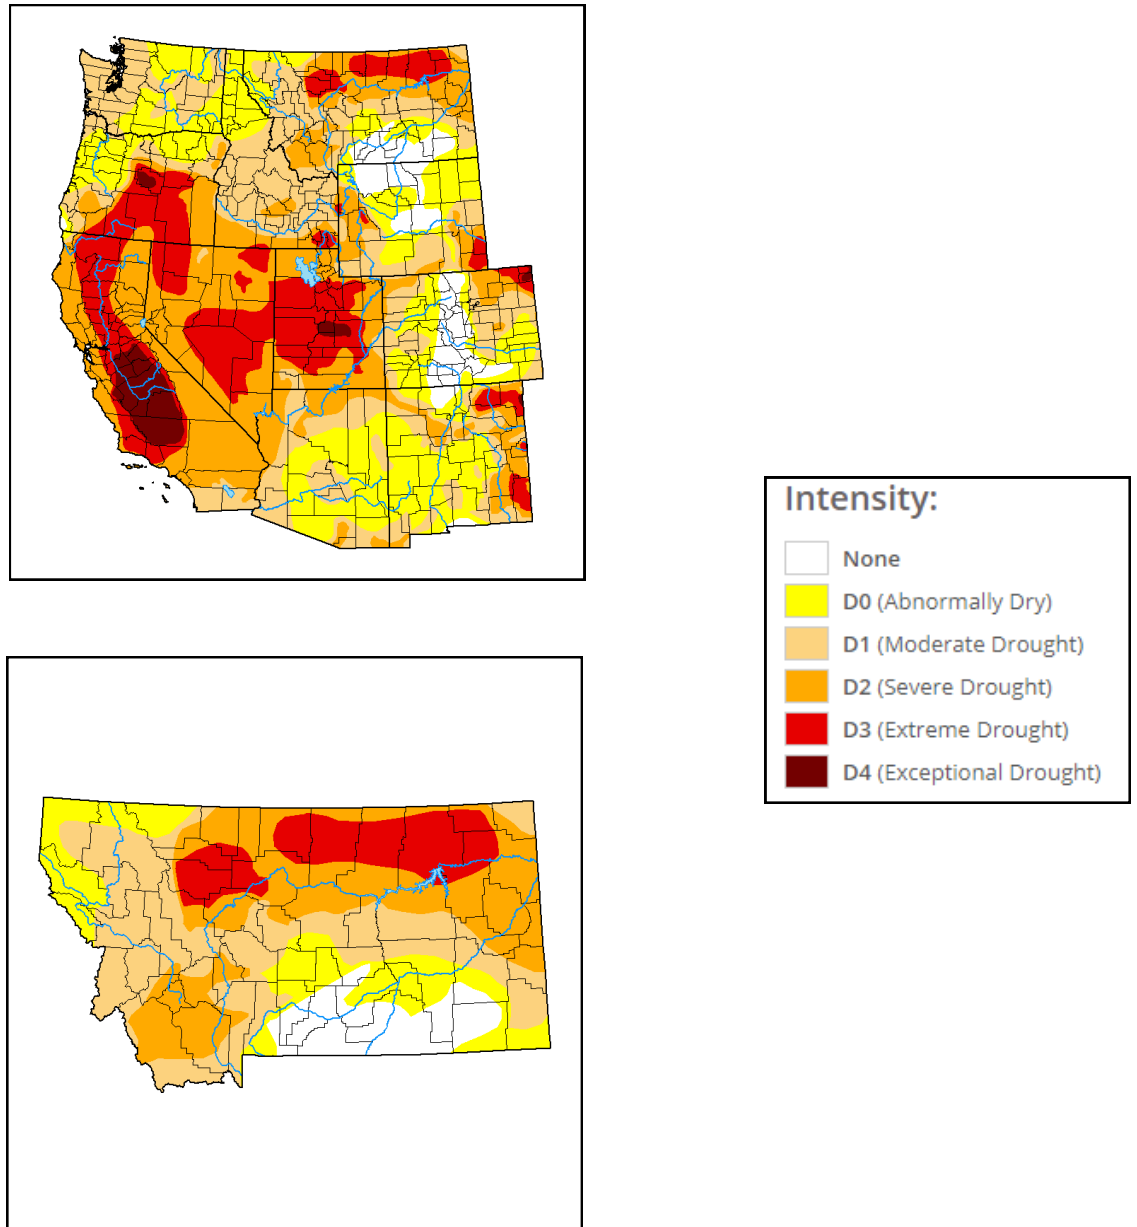 Intensity:
None
D0 (Abnormally Dry)
D1 (Moderate Drought)
D2 (Severe Drought)
D3 (Extreme Drought)
D4 (Exceptional Drought)